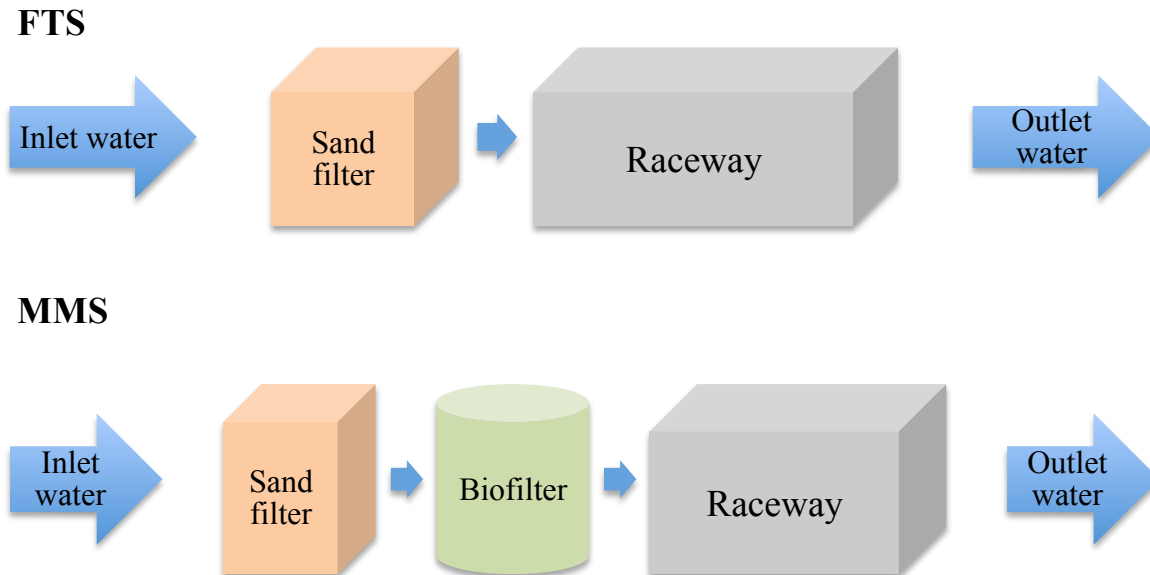 FTS
Inlet water
Sand
filter
Raceway
Outlet
water
MMS
Inlet
water
Sand
filter
Biofilter
Raceway
Outlet
water